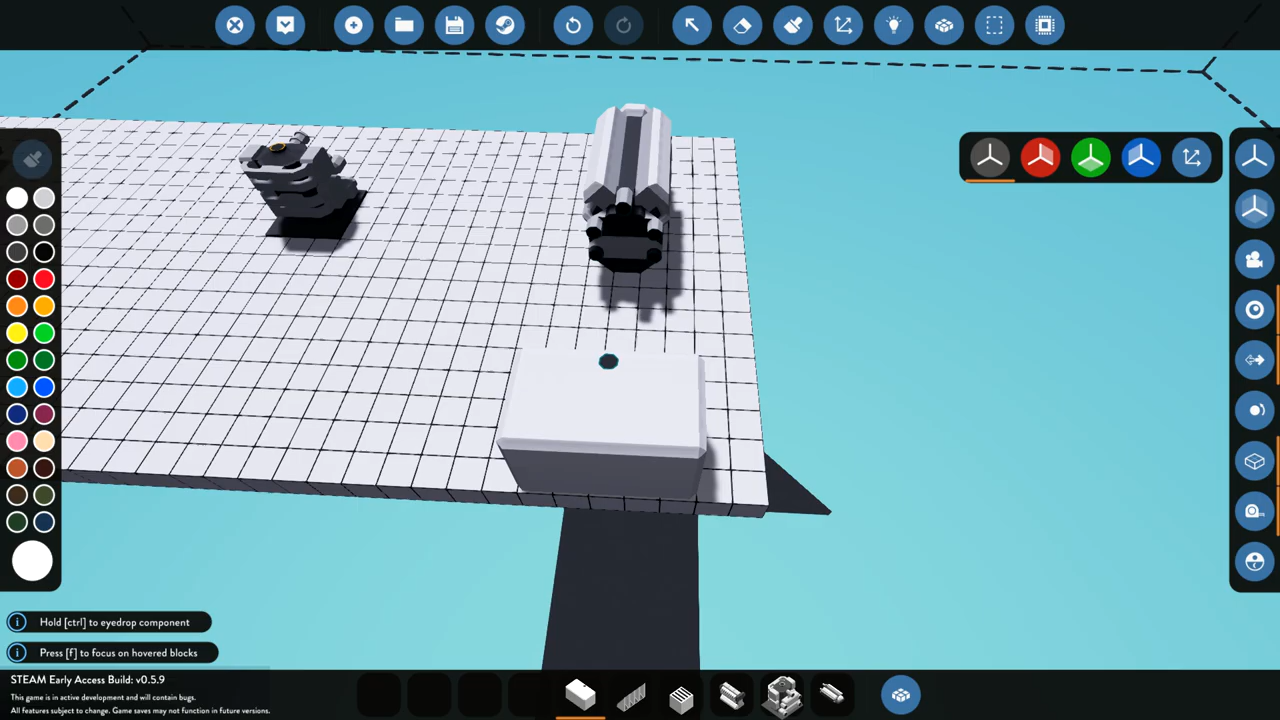 Hold [ctrl] to eyedrop component
Press [f] to focus on hovered blocks
STEAM Early Access Build: v0.5.9
This game is in active development and will contain bugs.
All features subject to change. Game saves may not function in future versions.